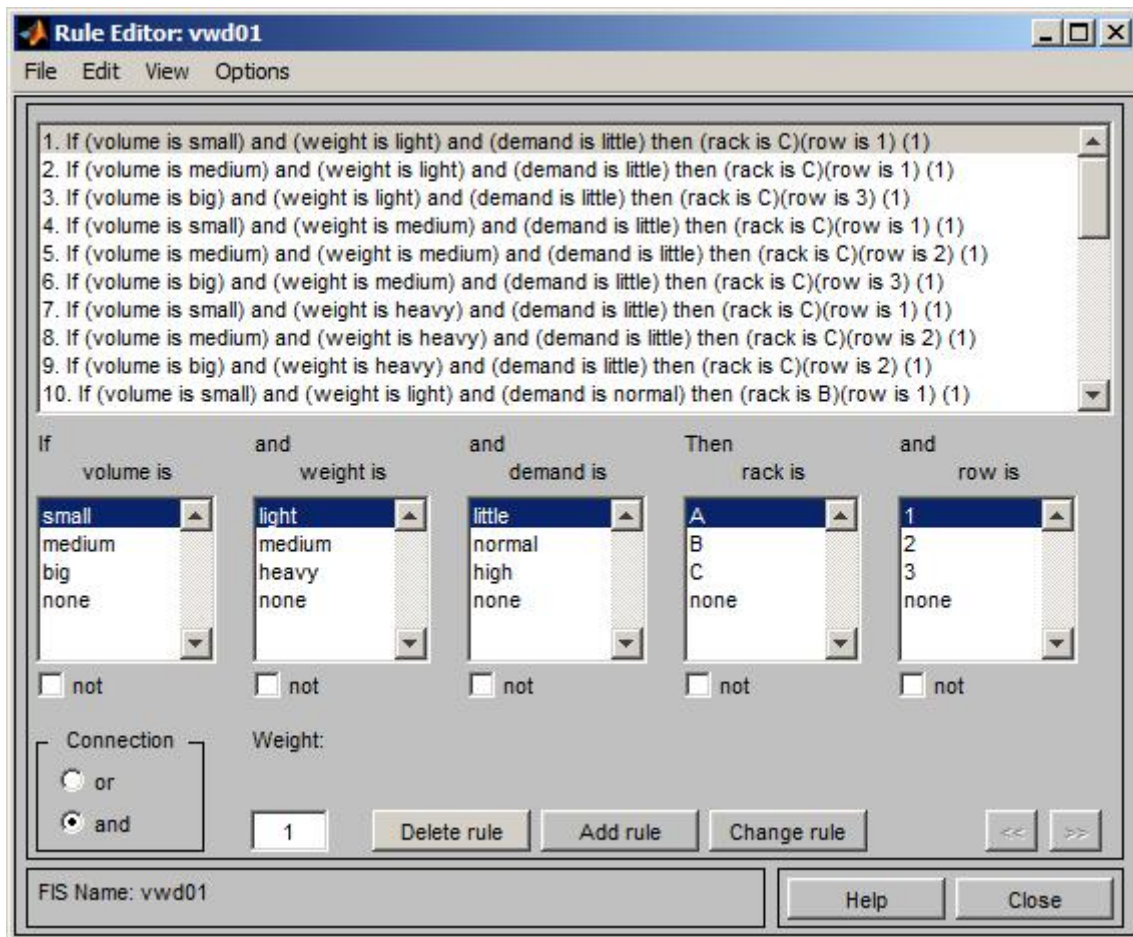 Rule Editor: vwd01
File Edit View Options
1. If (volume is small) and (weight is light) and (demand is little) then (rack is C)(row is 1) (1)
2. If (volume is medium) and (weight is light) and (demand is little) then (rack is C)(row is 1) (1)
3. If (volume is big) and (weight is light) and (demand is little) then (rack is C)(row is 3) (1)
4. If (volume is small) and (weight is medium) and (demand is little) then (rack is C)(row is 1) (1)
5. If (volume is medium) and (weight is medium) and (demand is little) then (rack is C)(row is 2) (1)
6. If (volume is big) and (weight is medium) and (demand is little) then (rack is C)(row is 3) (1)
7. If (volume is small) and (weight is heavy) and (demand is little) then (rack is C)(row is 1) (1)
8. If (volume is medium) and (weight is heavy) and (demand is little) then (rack is C)(row is 2) (1)
9. If (volume is big) and (weight is heavy) and (demand is little) then (rack is C)(row is 2) (1)
10. If (volume is small) and (weight is light) and (demand is normal) then (rack is B)(row is 1) (1)
If and and Then and
volume is weight is demand is rack is row is
small light little A 1
medium medium normal B 2
big heavy high C 3
none none none none none
not not not not not
Connection Weight:
or
and 1 Delete rule Add rule Change rule << >>
FIS Name: vwd01 Help Close